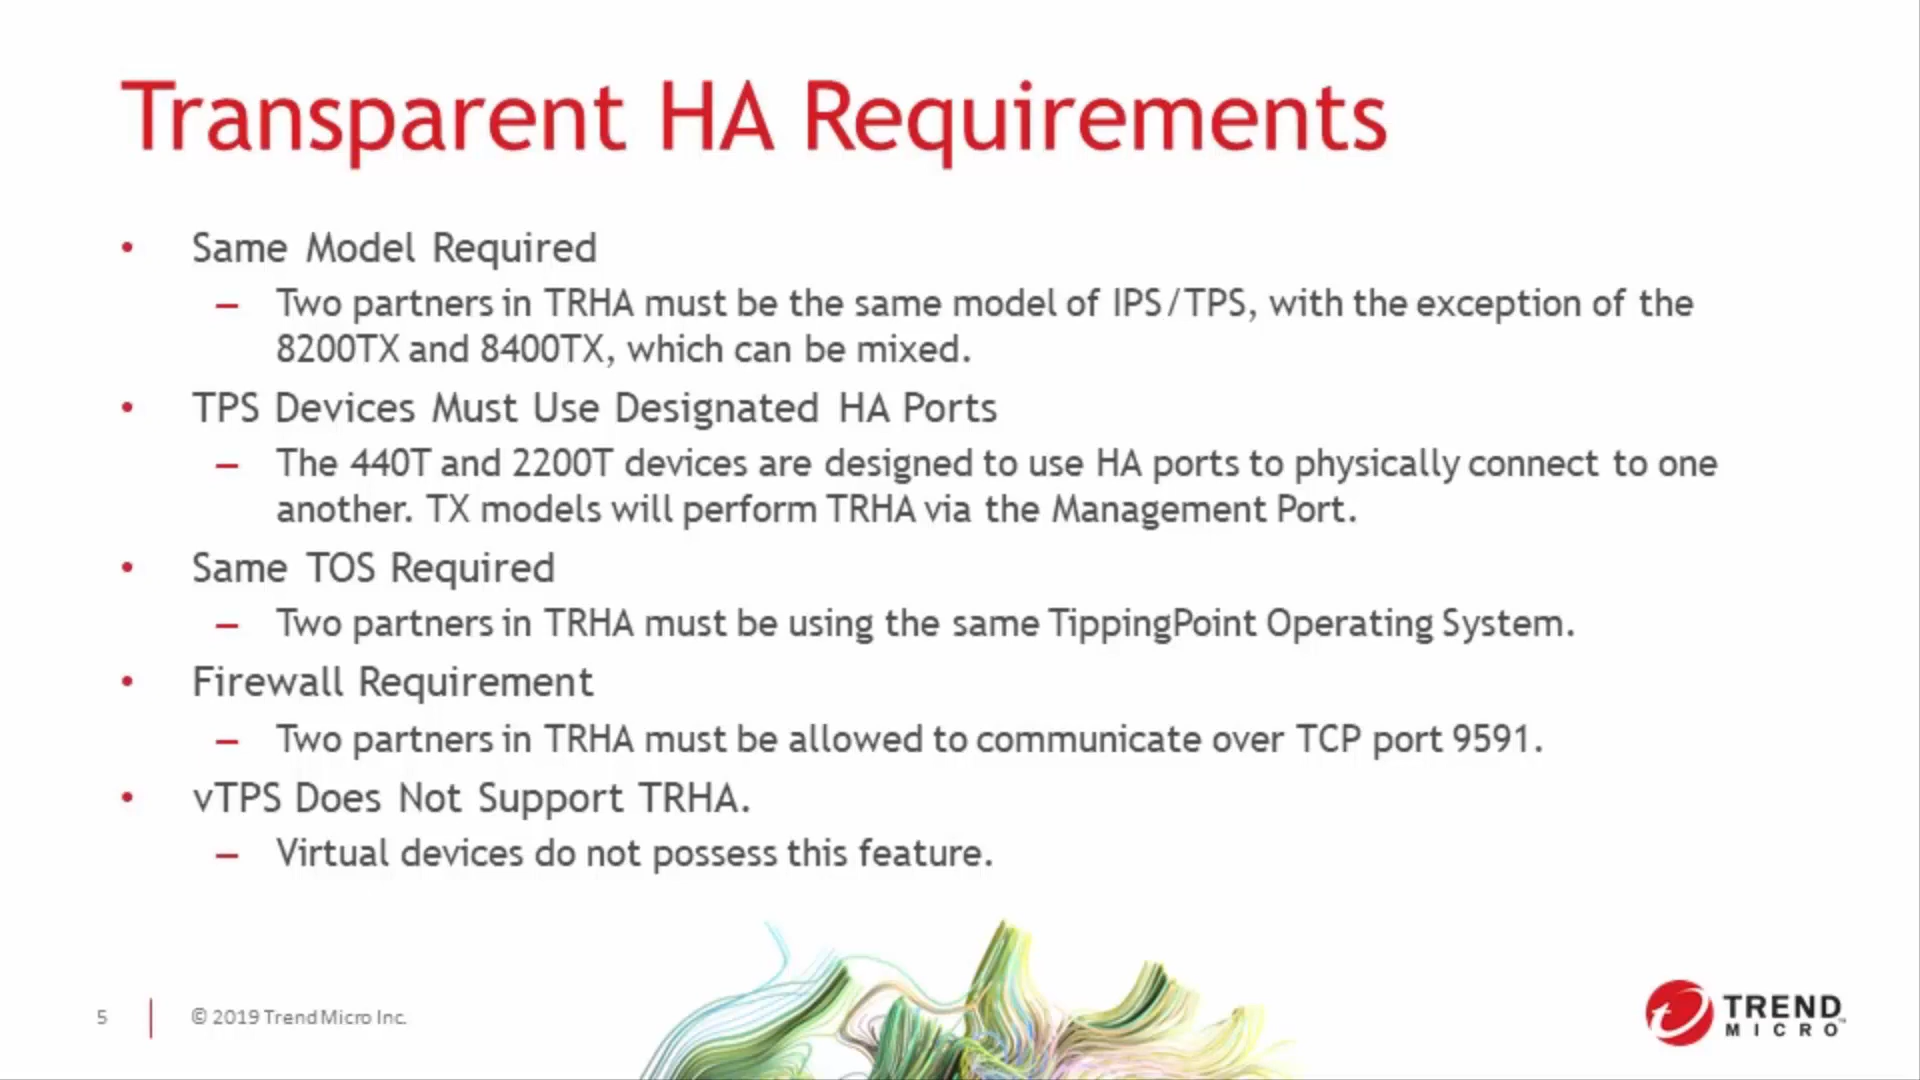 Transparent HA Requirements
• Same Model Required
– Two partners in TRHA must be the same model of IPS/TPS, with the exception of the
8200TX and 8400TX, which can be mixed.
• TPS Devices Must Use Designated HA Ports
– The 440T and 2200T devices are designed to use HA ports to physically connect to one
another. TX models will perform TRHA via the Management Port.
• Same TOS Required
– Two partners in TRHA must be using the same TippingPoint Operating System.
• Firewall Requirement
– Two partners in TRHA must be allowed to communicate over TCP port 9591.
• vTPS Does Not Support TRHA.
– Virtual devices do not possess this feature.
5
© 2019 Trend Micro Inc.
TREND
MICRO™